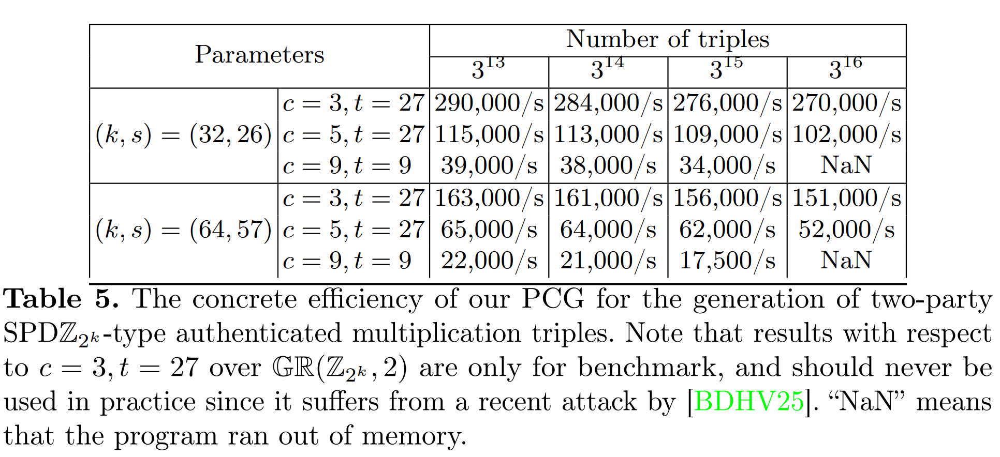 Parameters Number of triples
3^13 3^14 3^15 3^16
(k, s) = (32, 26) c = 3, t = 27 290,000/s 284,000/s 276,000/s 270,000/s
c = 5, t = 27 115,000/s 113,000/s 109,000/s 102,000/s
c = 9, t = 9 39,000/s 38,000/s 34,000/s NaN
(k, s) = (64, 57) c = 3, t = 27 163,000/s 161,000/s 156,000/s 151,000/s
c = 5, t = 27 65,000/s 64,000/s 62,000/s 52,000/s
c = 9, t = 9 22,000/s 21,000/s 17,500/s NaN
Table 5. The concrete efficiency of our PCG for the generation of two-party
SPDℤ_{2^k}-type authenticated multiplication triples. Note that results with respect
to c = 3, t = 27 over 𝔾ℝ(ℤ_{2^k}, 2) are only for benchmark, and should never be
used in practice since it suffers from a recent attack by [BDHV25]. “NaN” means
that the program ran out of memory.